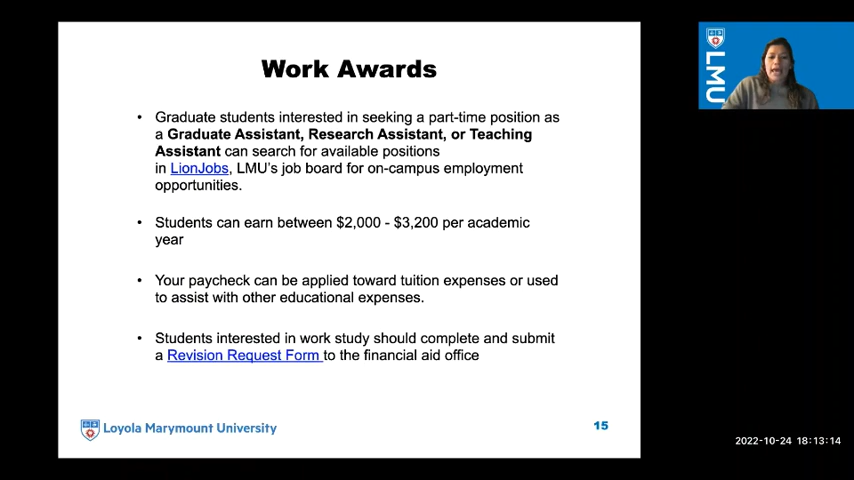 Work Awards
• Graduate students interested in seeking a part-time position as
a Graduate Assistant, Research Assistant, or Teaching
Assistant can search for available positions
in LionJobs, LMU's job board for on-campus employment
opportunities.
• Students can earn between $2,000 - $3,200 per academic
year
• Your paycheck can be applied toward tuition expenses or used
to assist with other educational expenses.
• Students interested in work study should complete and submit
a Revision Request Form to the financial aid office
Loyola Marymount University
15
LMU
2022-10-24 18:13:14